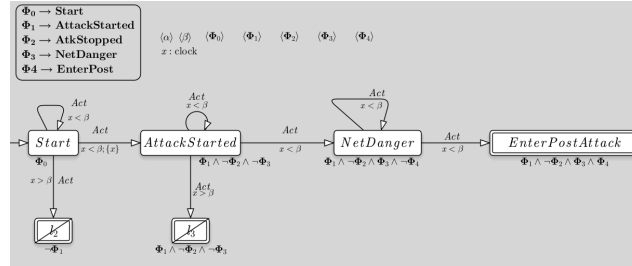 Φ₀ → Start
Φ₁ → AttackStarted
Φ₂ → AtkStopped
Φ₃ → NetDanger
Φ4 → EnterPost
⟨α⟩ ⟨β⟩ ⟨Φ₀⟩ ⟨Φ₁⟩ ⟨Φ₂⟩ ⟨Φ₃⟩ ⟨Φ₄⟩
x : clock
Act
x < β
Act
x < β
Act
x < β
Start
Act
x < β; {x}
AttackStarted
Act
x < β
NetDanger
Act
x < β
EnterPostAttack
Φ₀
Φ₁ ∧ ¬Φ₂ ∧ ¬Φ₃
Φ₁ ∧ ¬Φ₂ ∧ Φ₃ ∧ ¬Φ₄
Φ₁ ∧ ¬Φ₂ ∧ Φ₃ ∧ Φ₄
x > β Act
Act
x > β
l₂
l₃
¬Φ₁
Φ₁ ∧ ¬Φ₂ ∧ ¬Φ₃